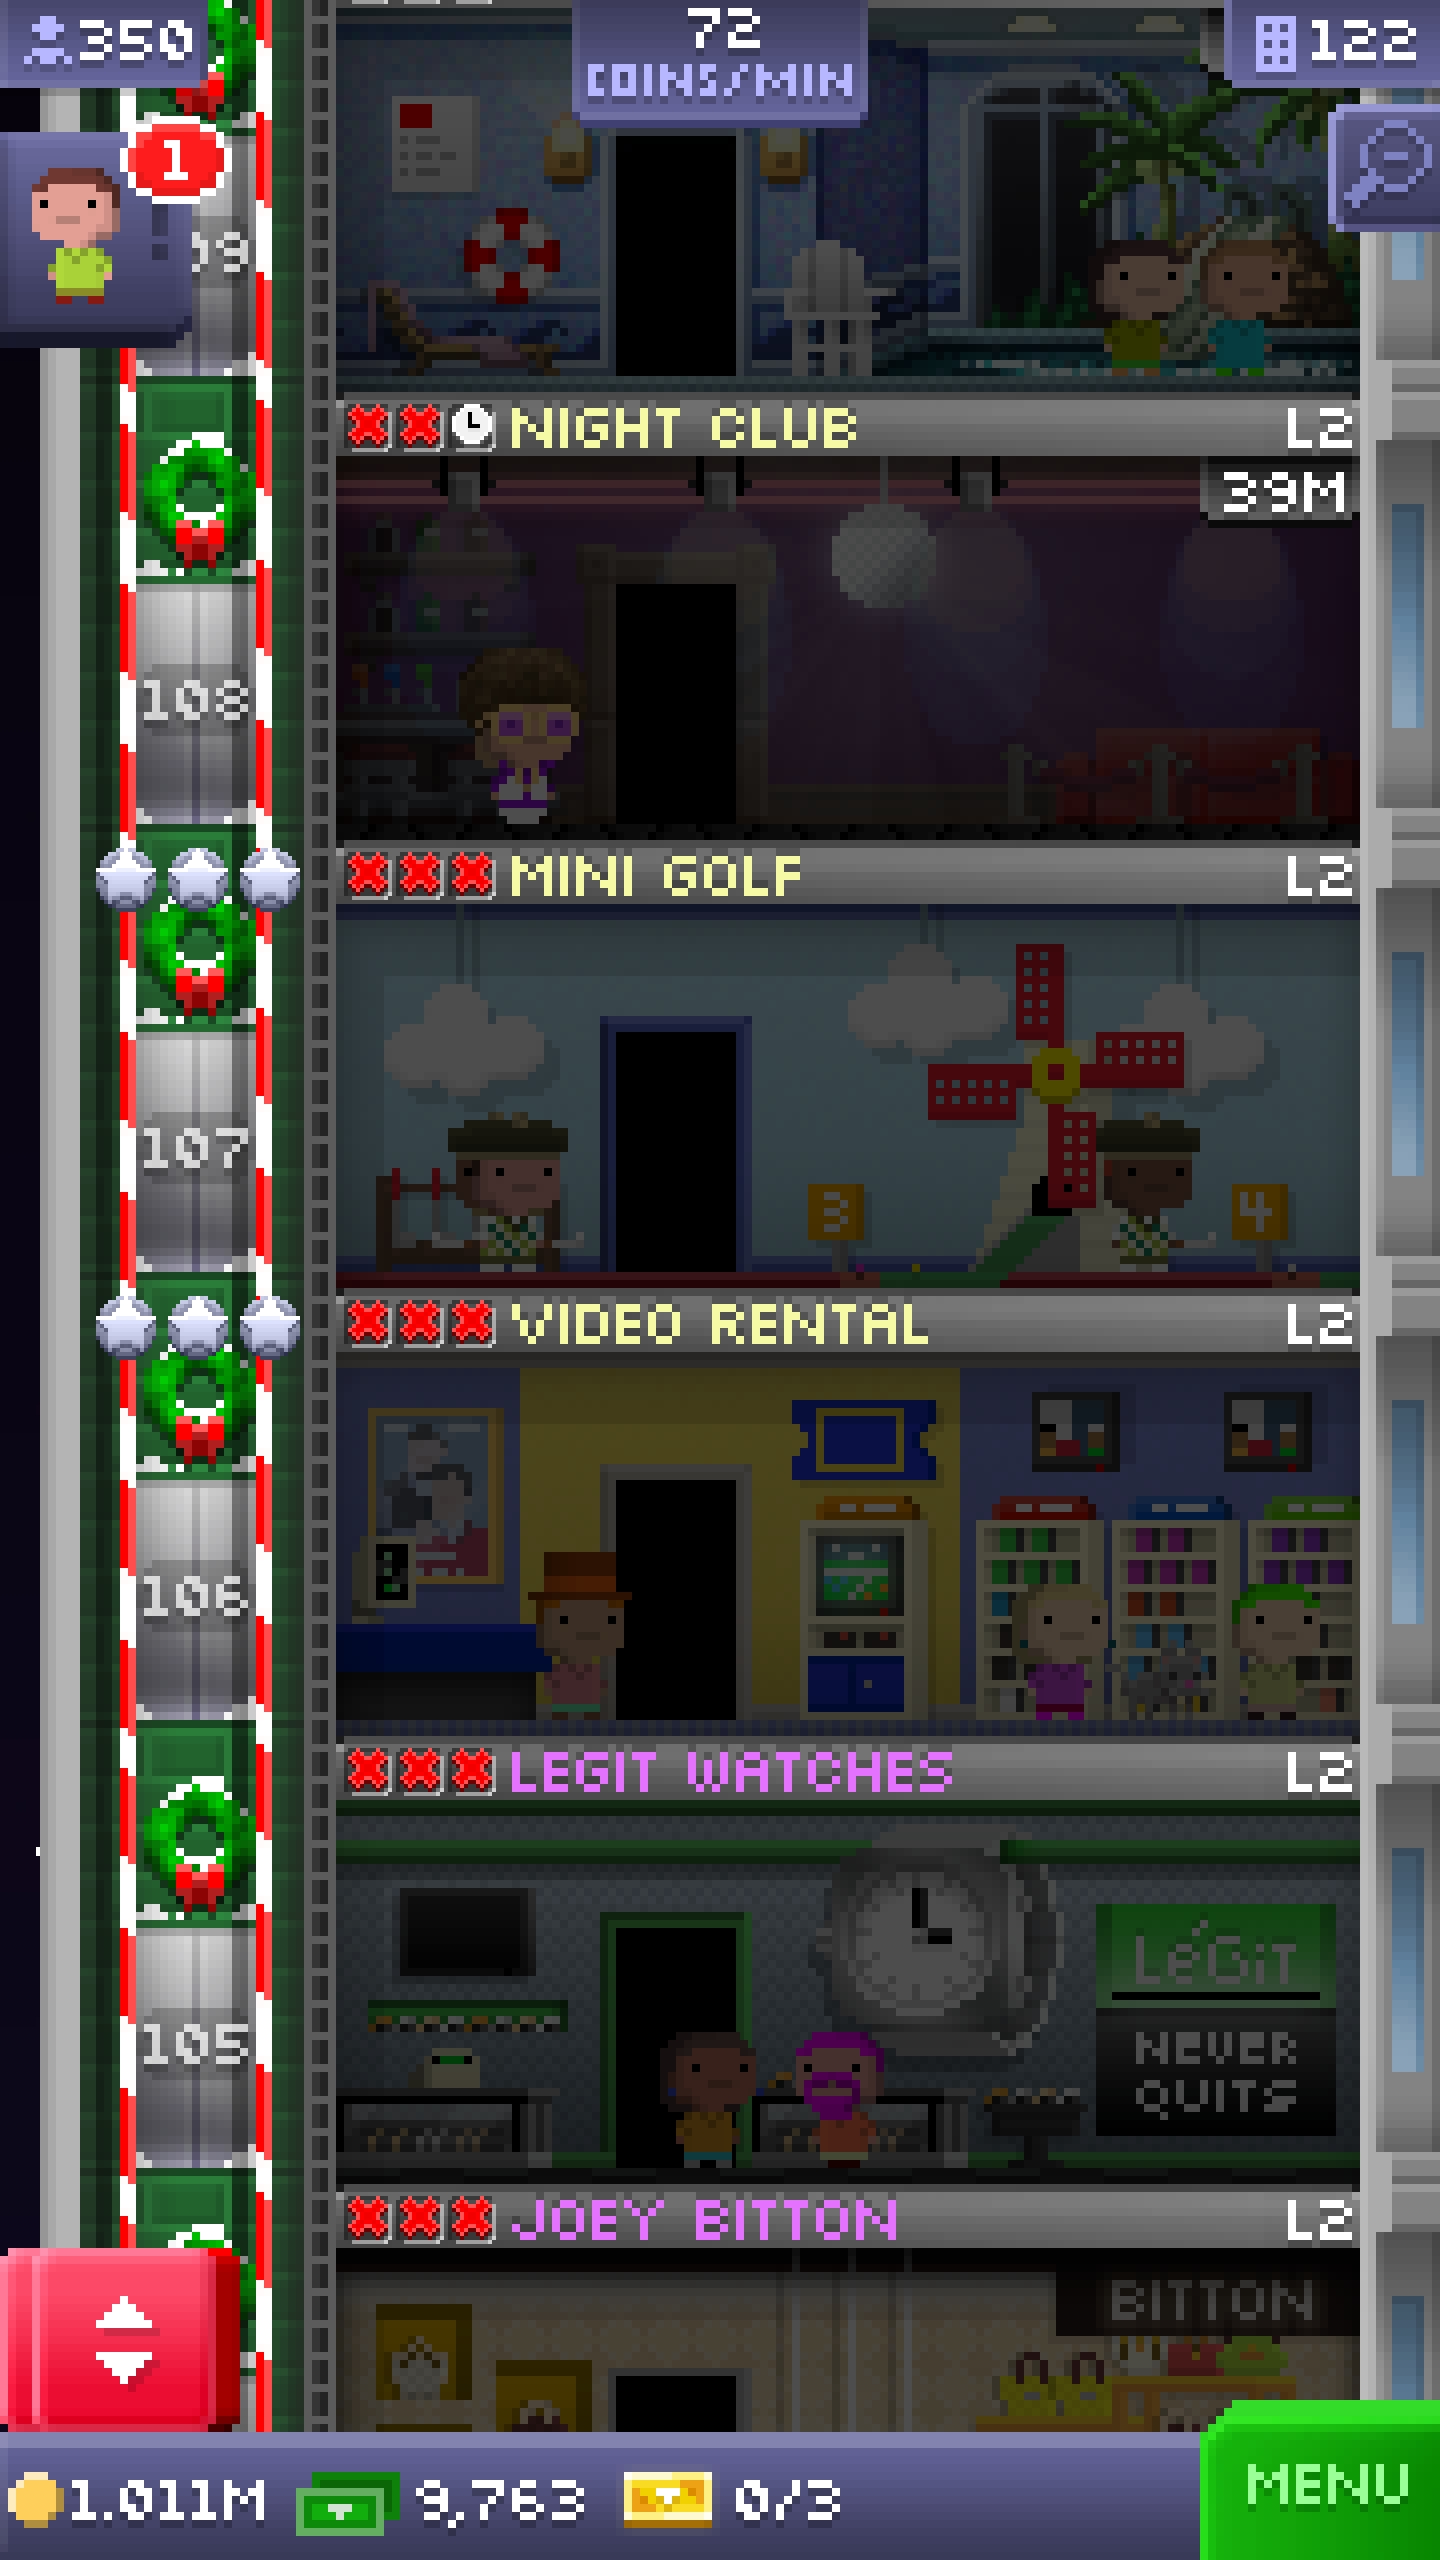 350
72
COINS/MIN
122
1
NIGHT CLUB
L2
39M
108
MINI GOLF
L2
107
3
4
VIDEO RENTAL
L2
106
LEGIT WATCHES
L2
LéGiT
NEVER
QUITS
105
JOEY BITTON
L2
BITTON
1.011M
9,763
0/3
MENU